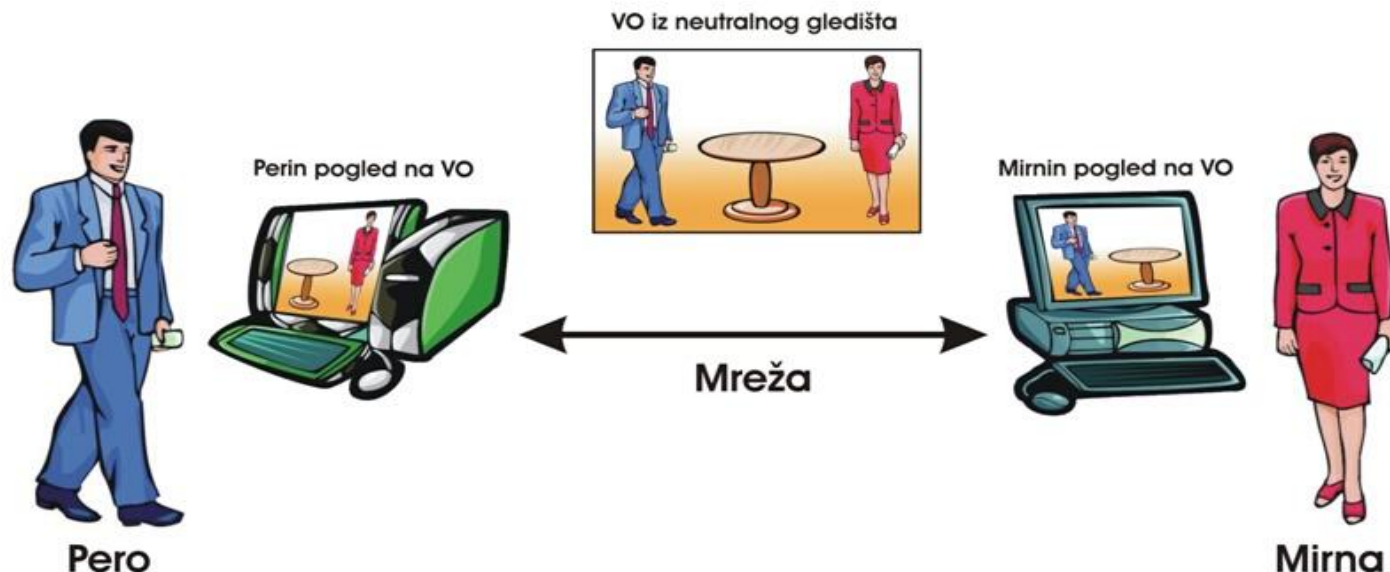 VO iz neutralnog gledišta
Perin pogled na VO
Mirnin pogled na VO
Mreža
Pero
Mirna